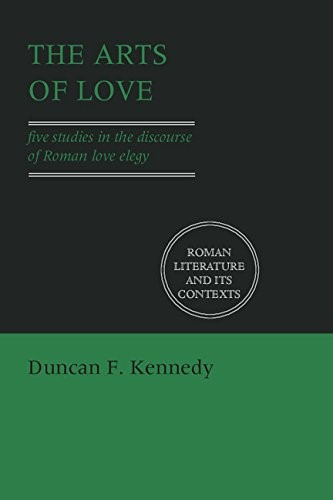 THE ARTS
OF LOVE
five studies in the discourse
of Roman love elegy
ROMAN
LITERATURE
AND ITS
CONTEXTS
Duncan F. Kennedy